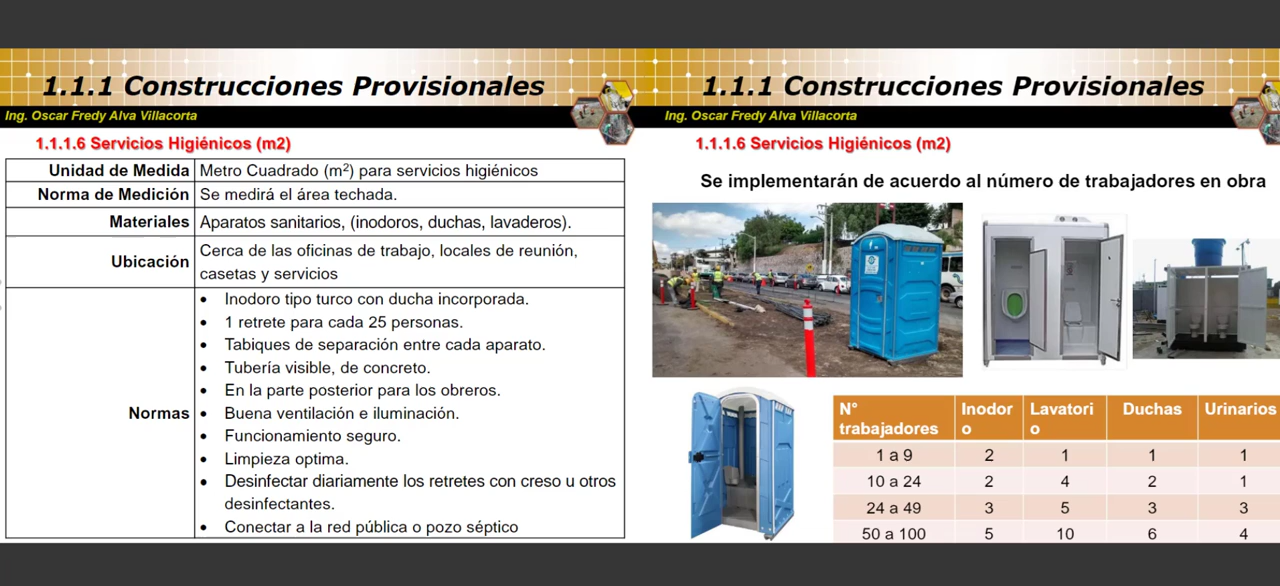 1.1.1 Construcciones Provisionales
Ing. Oscar Fredy Alva Villacorta
1.1.1.6 Servicios Higiénicos (m2)
Unidad de Medida Metro Cuadrado (m²) para servicios higiénicos
Norma de Medición Se medirá el área techada.
Materiales Aparatos sanitarios, (inodoros, duchas, lavaderos).
Ubicación Cerca de las oficinas de trabajo, locales de reunión,
casetas y servicios
Normas
• Inodoro tipo turco con ducha incorporada.
• 1 retrete para cada 25 personas.
• Tabiques de separación entre cada aparato.
• Tubería visible, de concreto.
• En la parte posterior para los obreros.
• Buena ventilación e iluminación.
• Funcionamiento seguro.
• Limpieza optima.
• Desinfectar diariamente los retretes con creso u otros
desinfectantes.
• Conectar a la red pública o pozo séptico
1.1.1 Construcciones Provisionales
Ing. Oscar Fredy Alva Villacorta
1.1.1.6 Servicios Higiénicos (m2)
Se implementarán de acuerdo al número de trabajadores en obra
N° Inodor Lavatori Duchas Urinarios
trabajadores o o
1 a 9 2 1 1 1
10 a 24 2 4 2 1
24 a 49 3 5 3 3
50 a 100 5 10 6 4